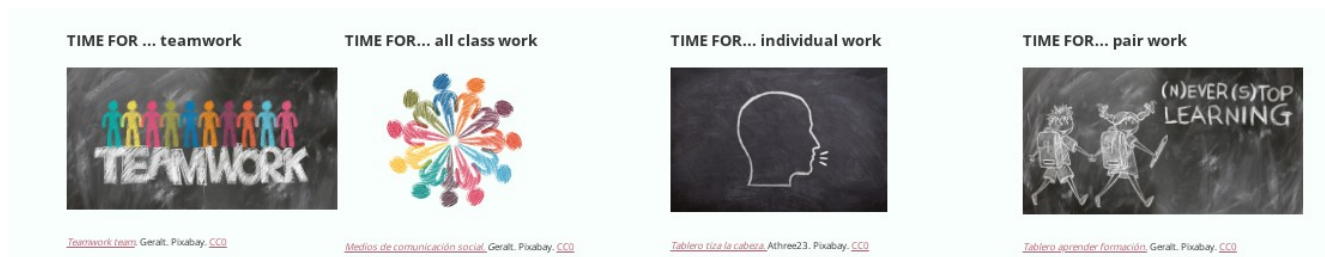 TIME FOR ... teamwork
TEAMWORK
Teamwork team. Geralt. Pixabay. CC0
TIME FOR... all class work
Medios de comunicación social. Geralt. Pixabay. CC0
TIME FOR... individual work
Tablero tiza la cabeza. Athree23. Pixabay. CC0
TIME FOR... pair work
(N)EVER (S)TOP
LEARNING
Tablero aprender formación. Geralt. Pixabay. CC0